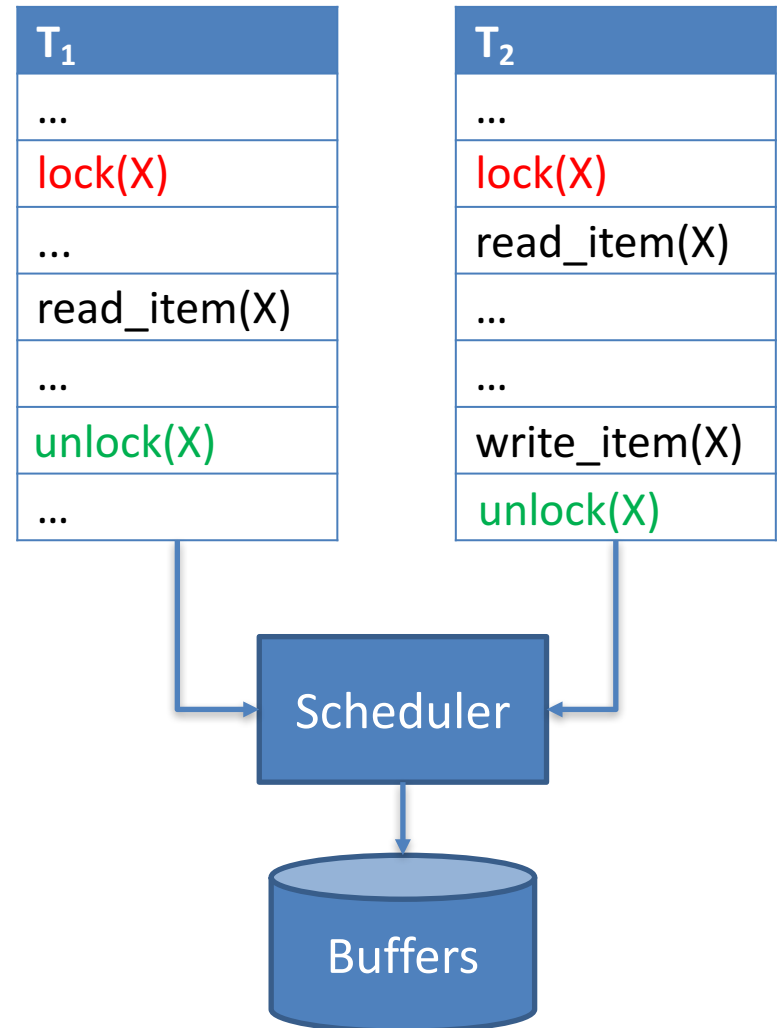 T₁
...
lock(X)
...
read_item(X)
...
unlock(X)
...
T₂
...
lock(X)
read_item(X)
...
...
write_item(X)
unlock(X)
Scheduler
Buffers